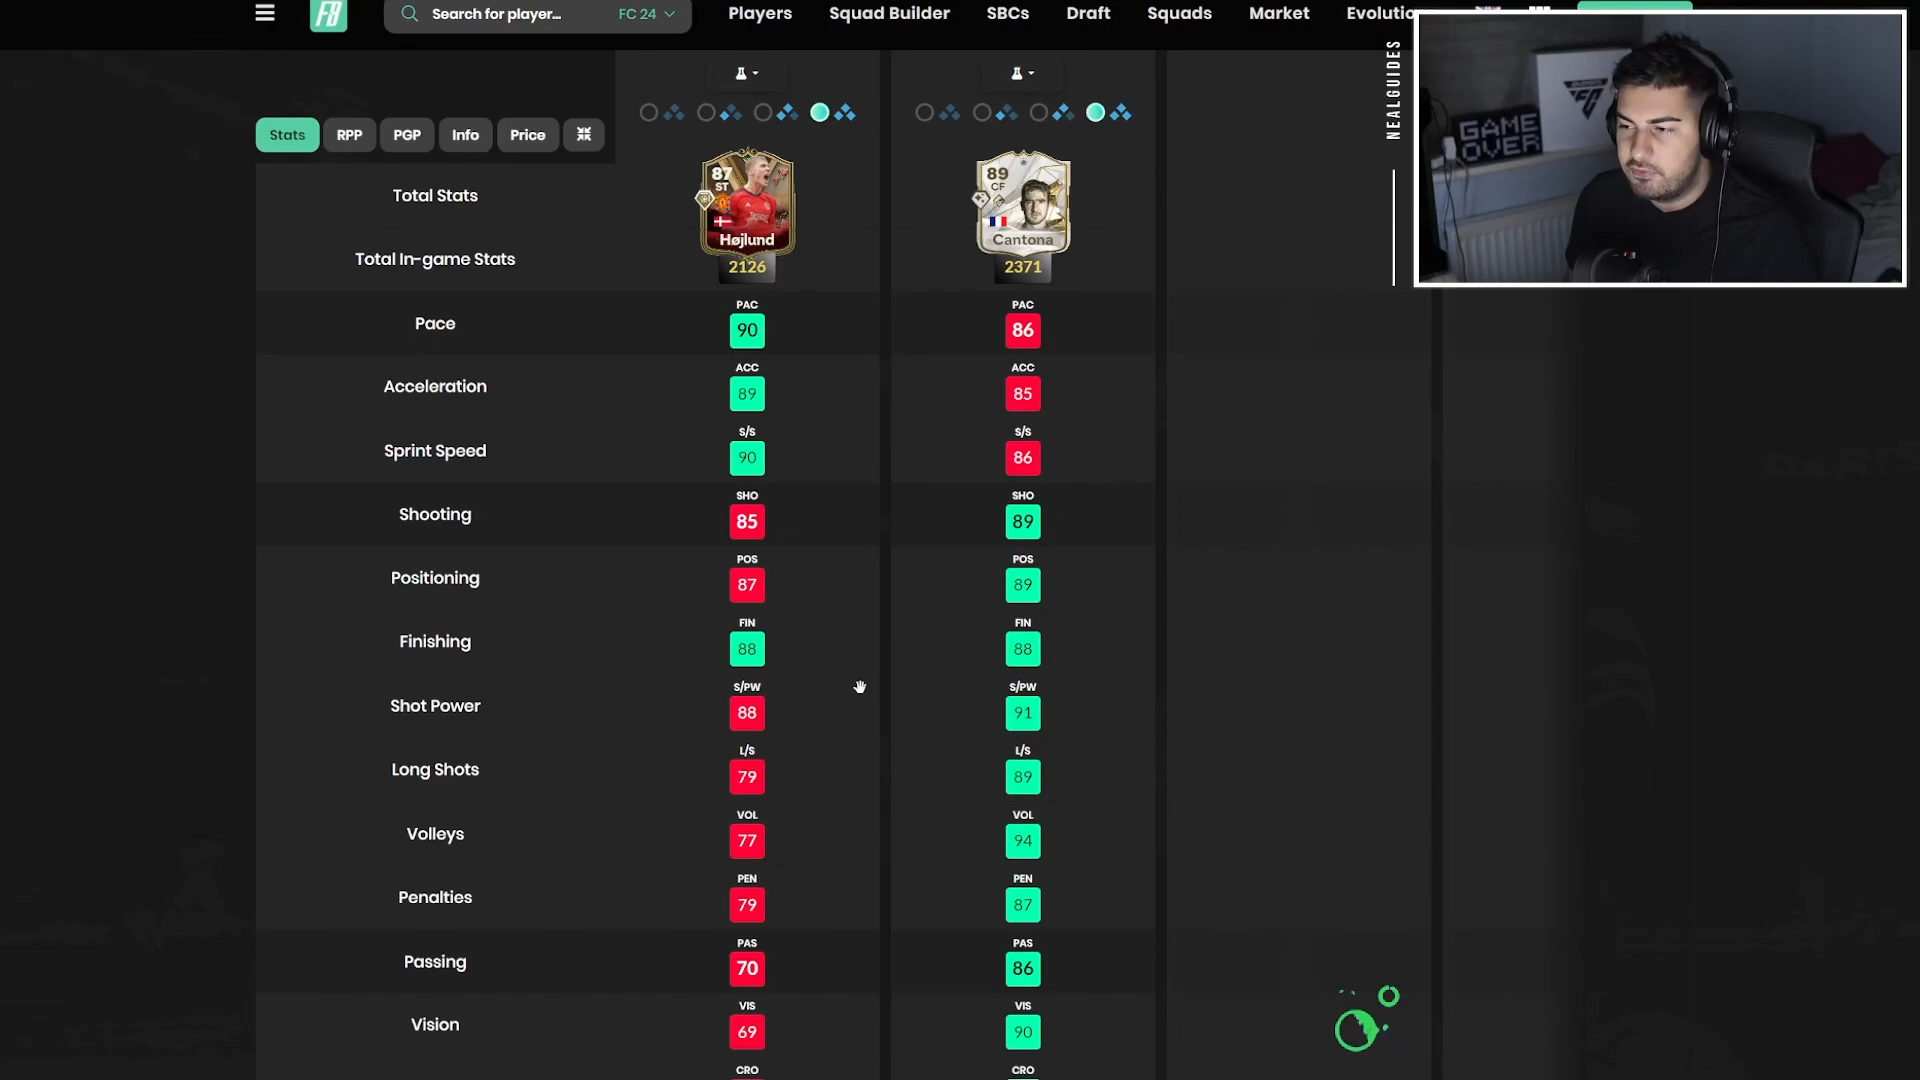 Search for player...
FC 24
Players
Squad Builder
SBCs
Draft
Squads
Market
NEALGUIDES
GAME
OVER
Stats
RPP
PGP
Info
Price
87
ST
Højlund
2126
89
CF
Cantona
2371
Total Stats
Total In-game Stats
PAC PAC
Pace 90 86
ACC ACC
Acceleration 89 85
S/S S/S
Sprint Speed 90 86
SHO SHO
Shooting 85 89
POS POS
Positioning 87 89
FIN FIN
Finishing 88 88
S/PW S/PW
Shot Power 88 91
L/S L/S
Long Shots 79 89
VOL VOL
Volleys 77 94
PEN PEN
Penalties 79 87
PAS PAS
Passing 70 86
VIS VIS
Vision 69 90
CRO CRO